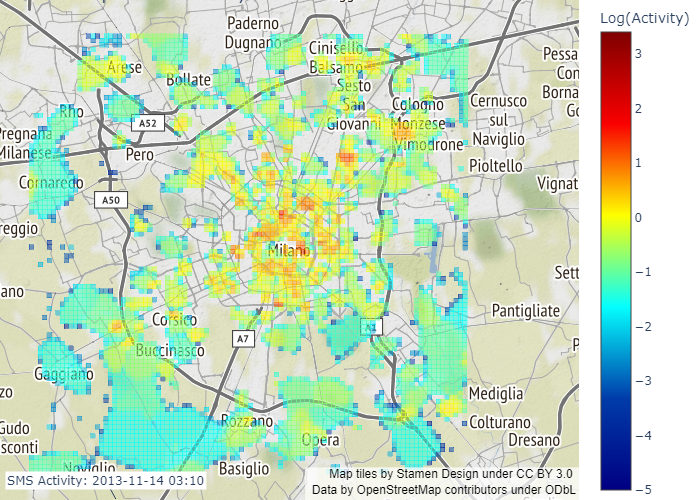 Log(Activity)
Paderno
Dugnano
Cinisello
Balsamo
Arese
Bollate
Sesto
San
Giovanni
Cologno
Monzese
Cernusco
sul
Naviglio
Rho
A52
Pregnana
Milanese
Pero
Vimodrone
Pioltello
Cornaredo
A50
Vignat
reggio
Milano
Sett
ano
Pantigliate
Corsico
A7
A1
Buccinasco
Gaggiano
zo
Mediglia
Gudo
sconti
Rozzano
Opera
Colturano
Dresano
Noviglio
Basiglio
Pessa
Con
Borna
Go
P
3
2
1
0
−1
−2
−3
−4
−5
SMS Activity: 2013-11-14 03:10
Map tiles by Stamen Design under CC BY 3.0
Data by OpenStreetMap contributors under ODbL